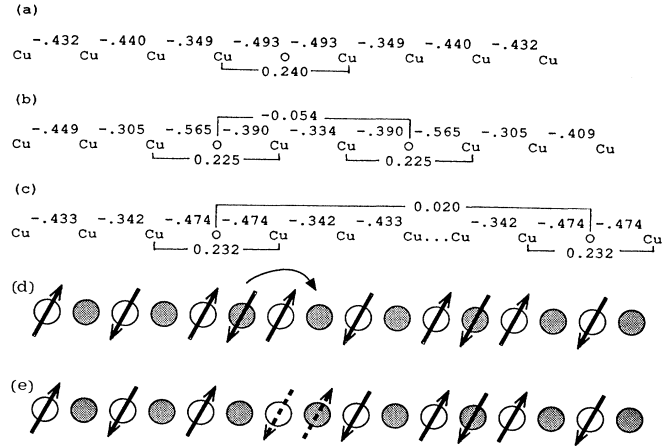 (a)
-.432 -.440 -.349 -.493 -.493 -.349 -.440 -.432
Cu Cu Cu Cu O Cu Cu Cu Cu
0.240
(b)
-0.054
-.449 -.305 -.565 -.390 -.334 -.390 -.565 -.305 -.409
Cu Cu Cu O Cu Cu O Cu Cu Cu
0.225 0.225
(c)
0.020
-.433 -.342 -.474 -.474 -.342 -.433 -.342 -.474 -.474
Cu Cu Cu O Cu Cu Cu...Cu Cu O Cu
0.232 0.232
(d)
(e)